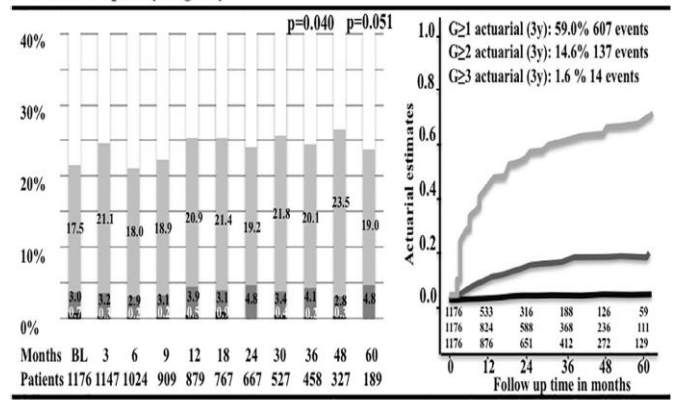 p=0.040 p=0.051
40%
30%
20%
10%
0%
17.5 21.1 18.0 18.9 20.9 21.4 19.2 21.8 20.1 23.5 19.0
3.0 3.2 2.9 3.1 3.9 3.1 4.8 3.4 4.1 2.8 4.8
Months BL 3 6 9 12 18 24 30 36 48 60
Patients 1176 1147 1024 909 879 767 667 527 458 327 189
G≥1 actuarial (3y): 59.0% 607 events
G≥2 actuarial (3y): 14.6% 137 events
G≥3 actuarial (3y): 1.6 % 14 events
Actuarial estimates
1.0
0.8
0.6
0.4
0.2
0.0
1176 533 316 188 126 59
1176 824 588 368 236 111
1176 876 651 412 272 129
0 12 24 36 48 60
Follow up time in months